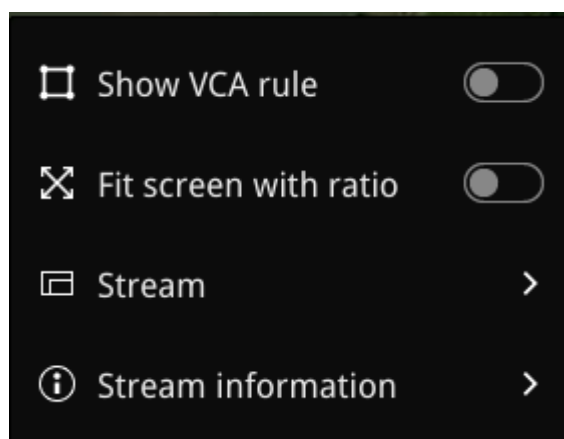 Show VCA rule
Fit screen with ratio
Stream
Stream information